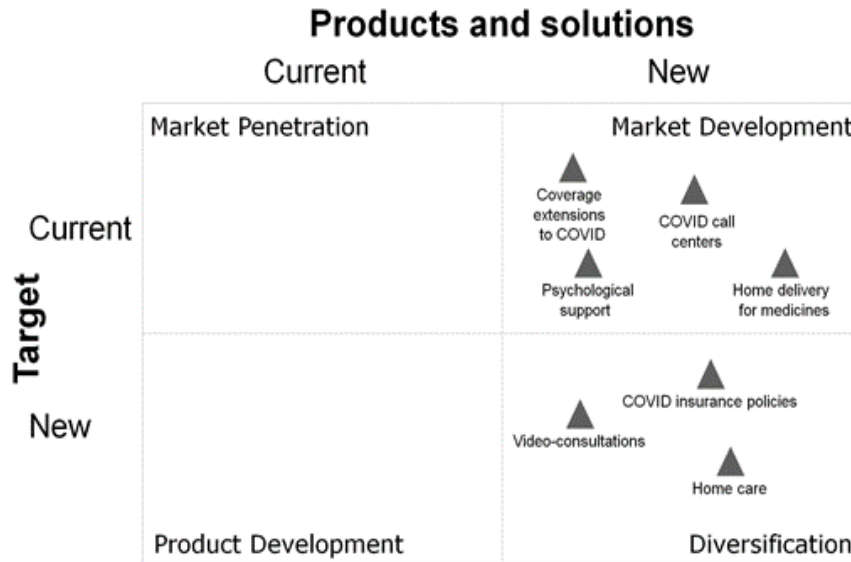 Products and solutions
Current New
Market Penetration Market Development
Coverage
extensions
to COVID
COVID call
centers
Psychological
support
Home delivery
for medicines
Current
Target
New
COVID insurance policies
Video-consultations
Home care
Product Development Diversification